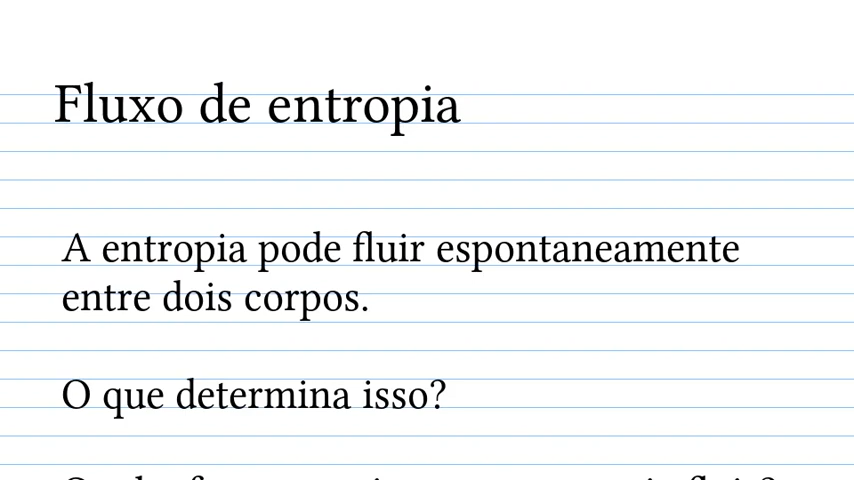 Fluxo de entropia
A entropia pode fluir espontaneamente
entre dois corpos.
O que determina isso?